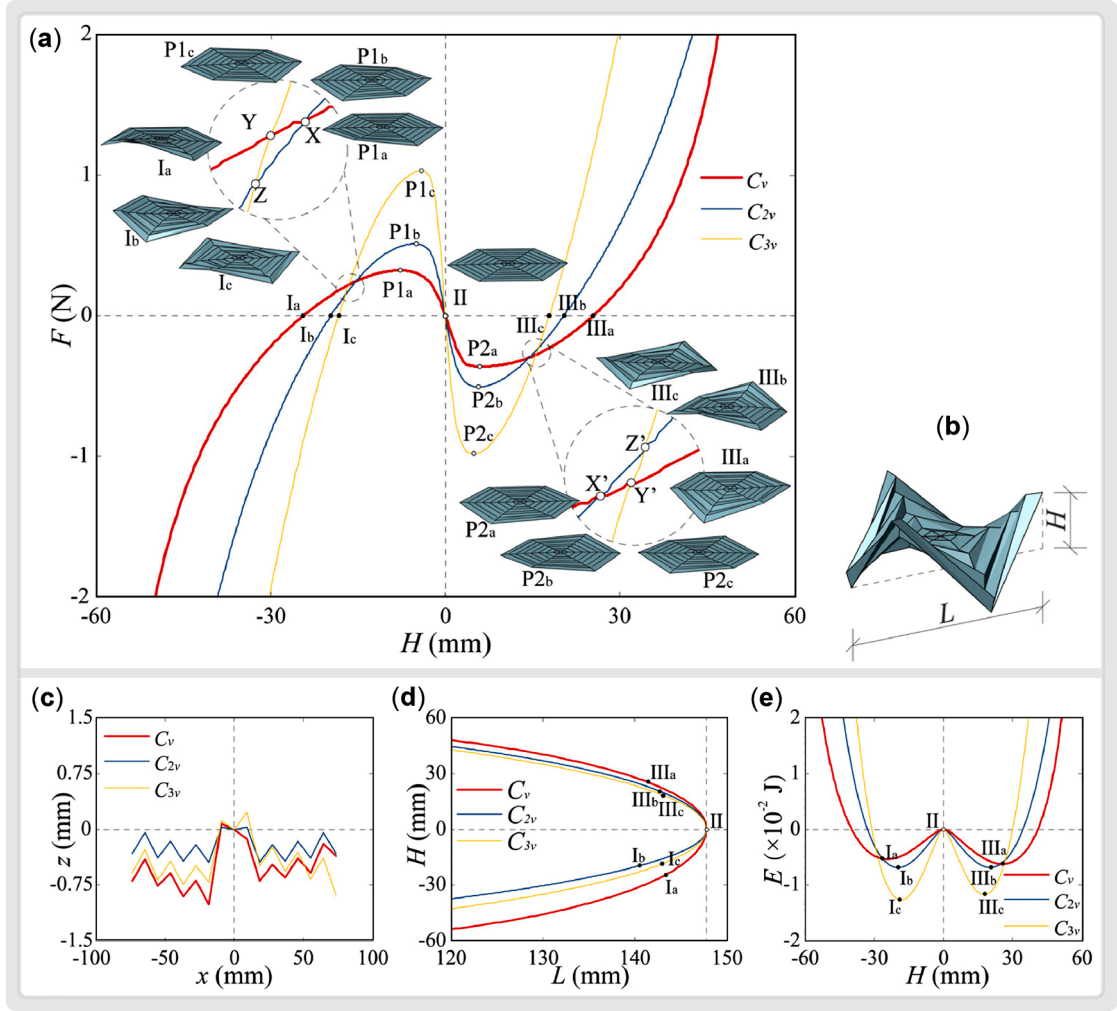 (a)
2
1
0
-1
-2
F (N)
-60
-30
0
30
60
H (mm)
P1c
P1b
P1a
Y
X
Z
Ia
Ib
Ic
P1c
P1b
P1a
Ia
Ib
Ic
II
Cv
C2v
C3v
IIIc
IIIb
IIIa
P2a
P2b
P2c
IIIc
IIIb
IIIa
Z'
X'
Y'
P2a
P2b
P2c
(b)
H
L
(c)
1.5
0.75
0
-0.75
-1.5
z (mm)
-100
-50
0
50
100
x (mm)
Cv
C2v
C3v
(d)
60
30
0
-30
-60
H (mm)
120
130
140
150
L (mm)
Cv
C2v
C3v
IIIa
IIIb
IIIc
II
Ib
Ic
Ia
(e)
2
1
0
-1
-2
E (×10-2 J)
-60
-30
0
30
60
H (mm)
II
Ia
Ib
Ic
IIIa
IIIb
IIIc
Cv
C2v
C3v